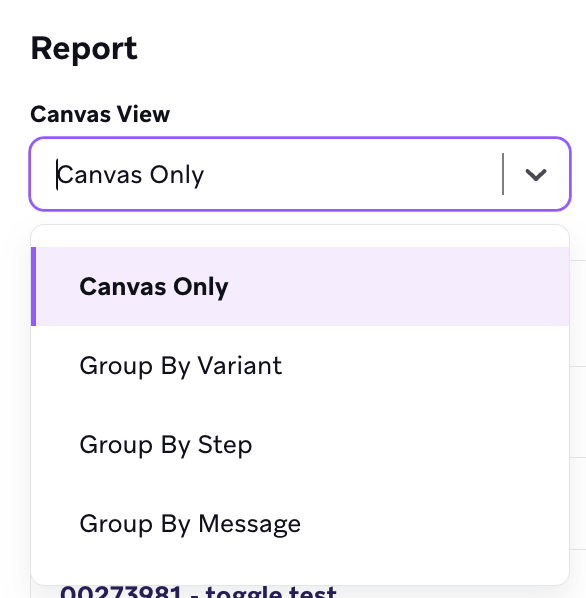 Report
Canvas View
Canvas Only
Canvas Only
Group By Variant
Group By Step
Group By Message
00273981 - toggle test